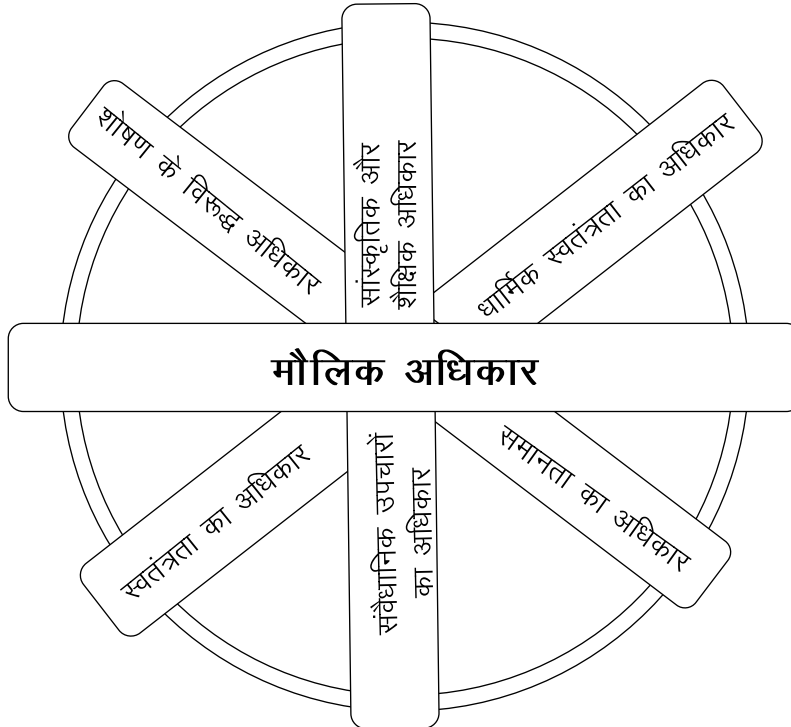 शोषण के विरूद्ध अधिकार
सांस्कृतिक और
शैक्षिक अधिकार
धार्मिक स्वतंत्रता का अधिकार
मौलिक अधिकार
स्वतंत्रता का अधिकार
संवैधानिक उपचारों
का अधिकार
समानता का अधिकार